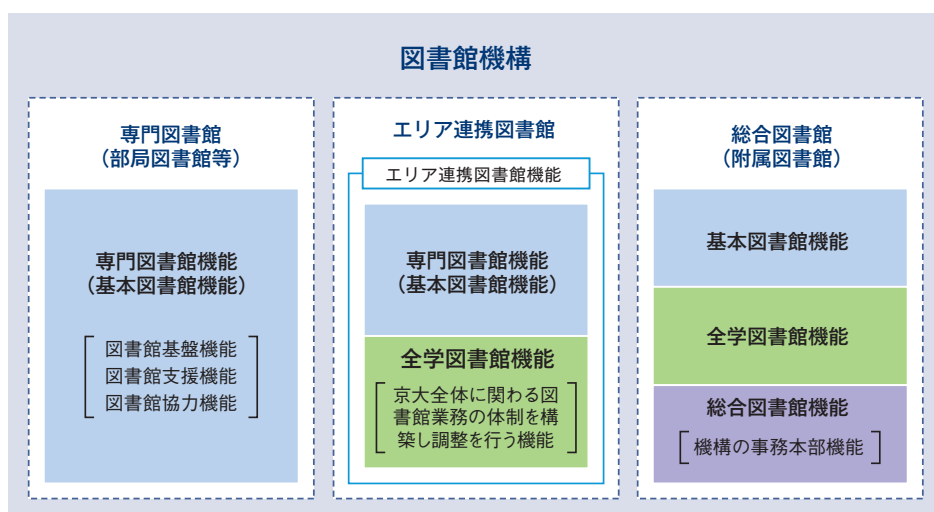 図書館機構
専門図書館
（部局図書館等）
専門図書館機能
（基本図書館機能）
図書館基盤機能
図書館支援機能
図書館協力機能
エリア連携図書館
エリア連携図書館機能
専門図書館機能
（基本図書館機能）
全学図書館機能
京大全体に関わる図
書館業務の体制を構
築し調整を行う機能
総合図書館
（附属図書館）
基本図書館機能
全学図書館機能
総合図書館機能
機構の事務本部機能